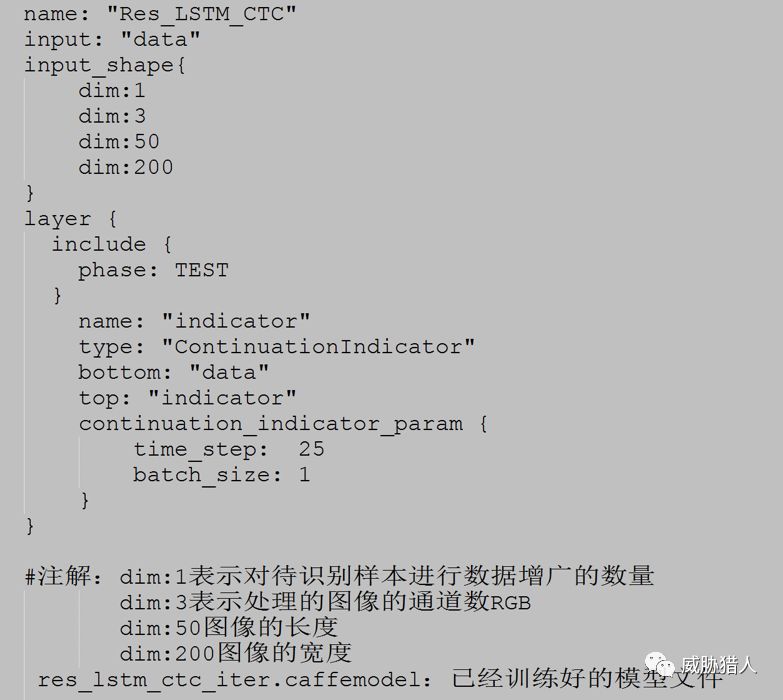 name: "Res_LSTM_CTC"
input: "data"
input_shape{
    dim:1
    dim:3
    dim:50
    dim:200
}
layer {
  include {
    phase: TEST
  }
    name: "indicator"
    type: "ContinuationIndicator"
    bottom: "data"
    top: "indicator"
    continuation_indicator_param {
        time_step:  25
        batch_size: 1
    }
}
#注解：dim:1表示对待识别样本进行数据增广的数量
       dim:3表示处理的图像的通道数RGB
       dim:50图像的长度
       dim:200图像的宽度
 res_lstm_ctc_iter.caffemodel：已经训练好的模型文件
威胁猎人